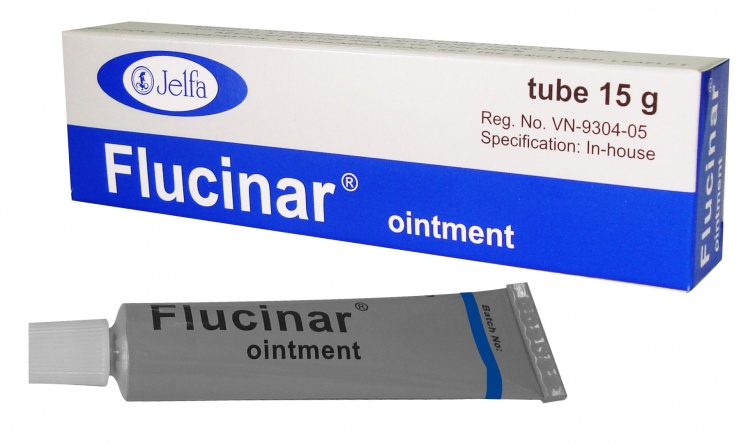 Jelfa
tube 15 g
Reg. No. VN-9304-05
Specification: In-house
Flucinar®
ointment
Flucinar®
ointment
Flucinar®
ointment
Batch No: